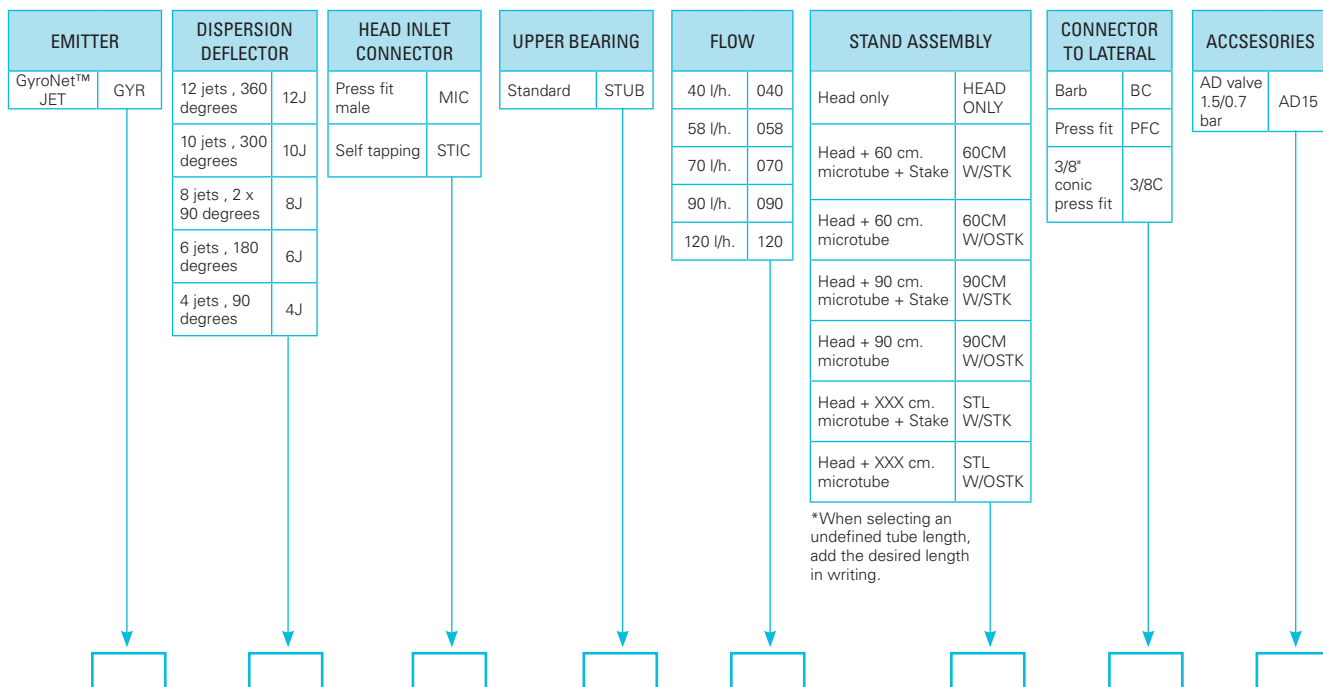 EMITTER
GyroNet™
JET
GYR
DISPERSION
DEFLECTOR
12 jets , 360
degrees
12J
10 jets , 300
degrees
10J
8 jets , 2 x
90 degrees
8J
6 jets , 180
degrees
6J
4 jets , 90
degrees
4J
HEAD INLET
CONNECTOR
Press fit
male
MIC
Self tapping
STIC
UPPER BEARING
Standard
STUB
FLOW
40 l/h.
040
58 l/h.
058
70 l/h.
070
90 l/h.
090
120 l/h.
120
STAND ASSEMBLY
Head only
HEAD
ONLY
Head + 60 cm.
microtube + Stake
60CM
W/STK
Head + 60 cm.
microtube
60CM
W/OSTK
Head + 90 cm.
microtube + Stake
90CM
W/STK
Head + 90 cm.
microtube
90CM
W/OSTK
Head + XXX cm.
microtube + Stake
STL
W/STK
Head + XXX cm.
microtube
STL
W/OSTK
*When selecting an
undefined tube length,
add the desired length
in writing.
CONNECTOR
TO LATERAL
Barb
BC
Press fit
PFC
3/8"
conic
press fit
3/8C
ACCSESORIES
AD valve
1.5/0.7
bar
AD15